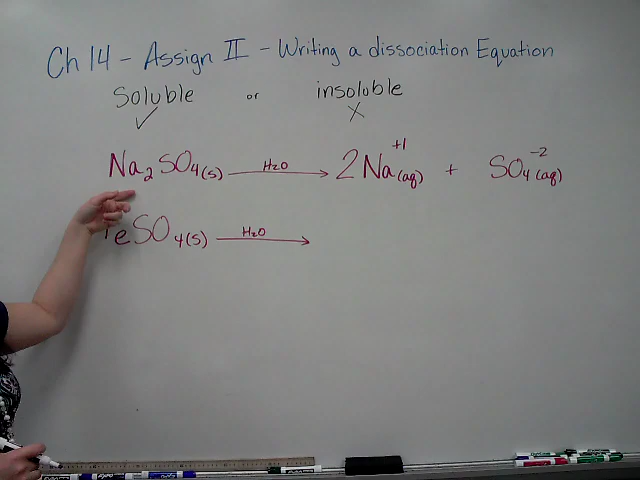 Ch 14 - Assign II - Writing a dissociation Equation
Soluble or insoluble
✓ X
Na₂SO₄(s) —H₂O→ 2Na⁺¹(aq) + SO₄⁻²(aq)
FeSO₄(s) —H₂O→